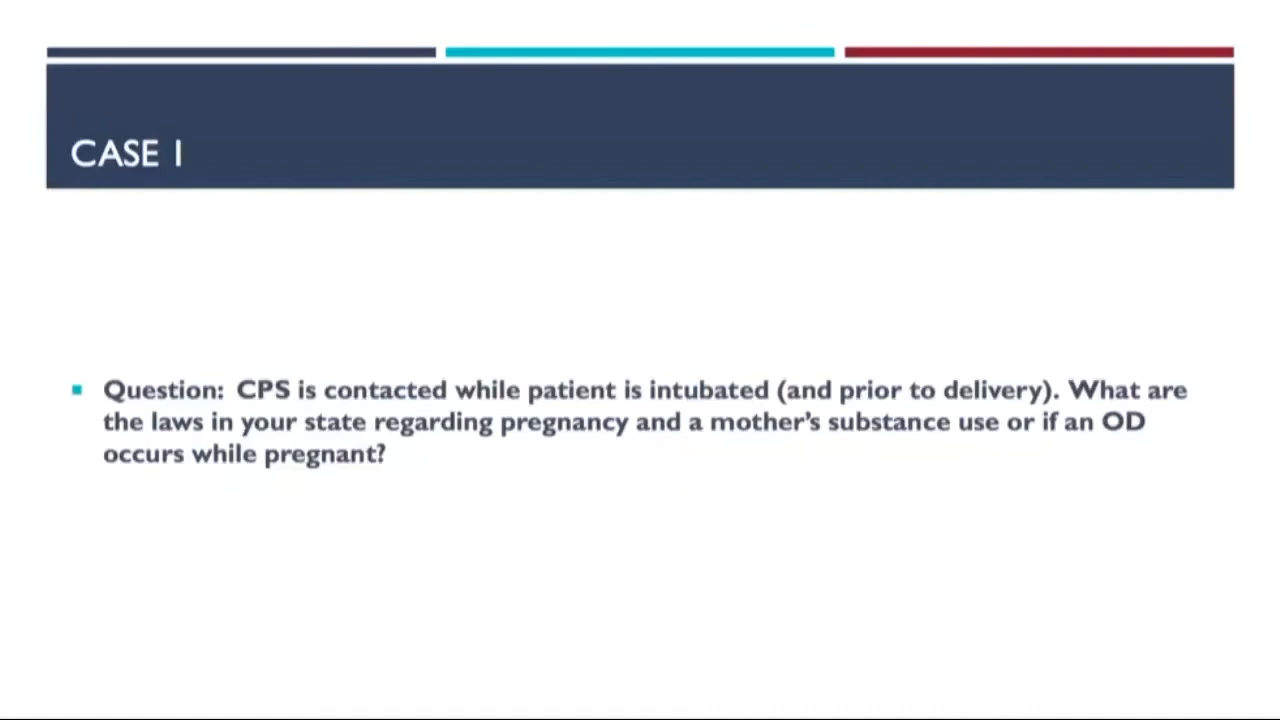 CASE 1
Question: CPS is contacted while patient is intubated (and prior to delivery). What are
the laws in your state regarding pregnancy and a mother’s substance use or if an OD
occurs while pregnant?